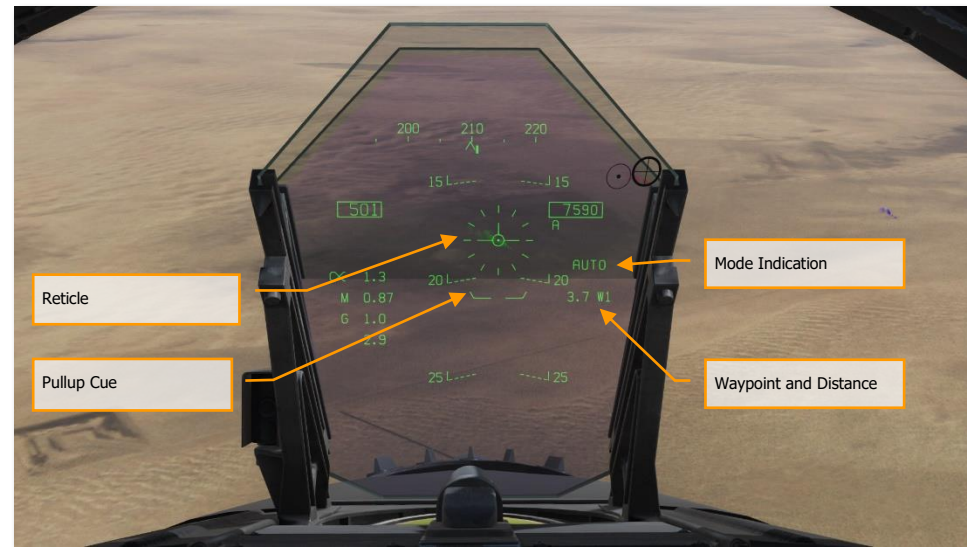 200 210 220
15 15
501 7590
A
Mode Indication
AUTO
α 1.3
20 20
Reticle
M 0.87
3.7 W1
G 1.0
2.9
Pullup Cue
Waypoint and Distance
25 25